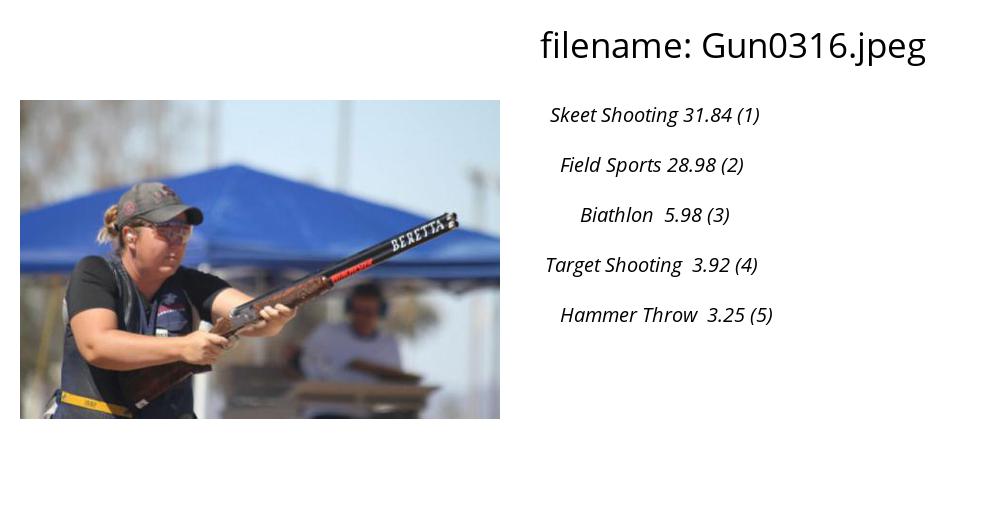 filename: Gun0316.jpeg
Skeet Shooting 31.84 (1)
Field Sports 28.98 (2)
Biathlon 5.98 (3)
Target Shooting 3.92 (4)
Hammer Throw 3.25 (5)
BERETTA